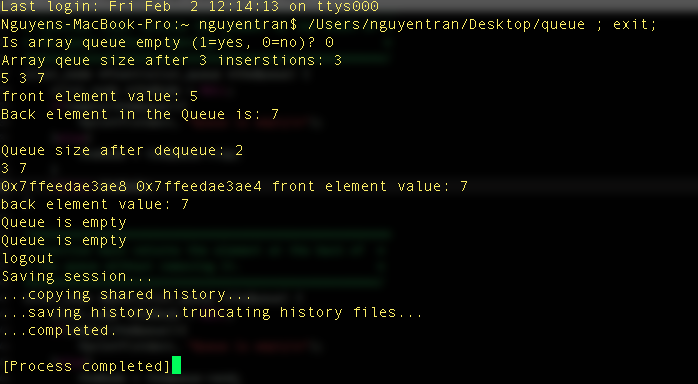 Last login: Fri Feb  2 12:14:13 on ttys000
Nguyens-MacBook-Pro:~ nguyentran$ /Users/nguyentran/Desktop/queue ; exit;
Is array queue empty (1=yes, 0=no)? 0
Array qeue size after 3 inserstions: 3
5 3 7
front element value: 5
Back element in the Queue is: 7
Queue size after dequeue: 2
3 7
0x7ffeedae3ae8 0x7ffeedae3ae4 front element value: 7
back element value: 7
Queue is empty
Queue is empty
logout
Saving session...
...copying shared history...
...saving history...truncating history files...
...completed.
[Process completed]